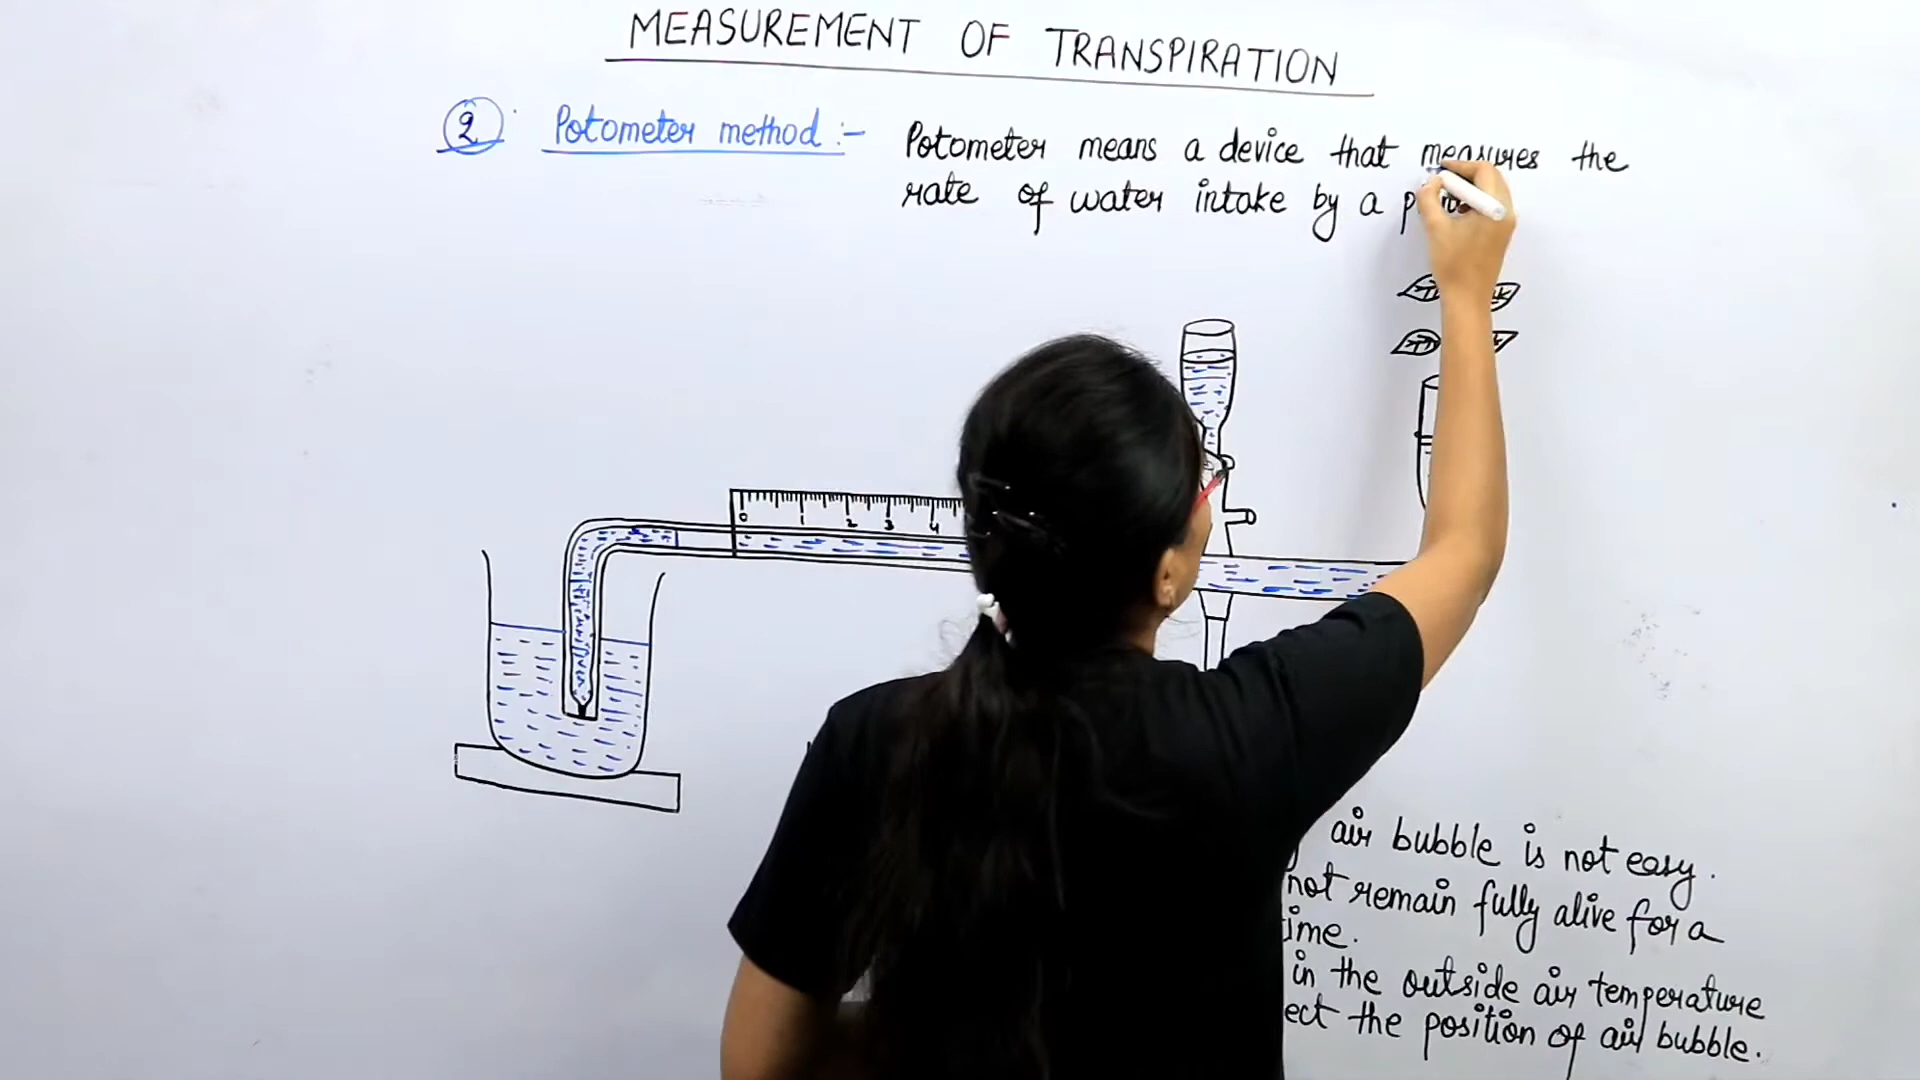 MEASUREMENT OF TRANSPIRATION
2 Potometer method :- Potometer means a device that measures the
rate of water intake by a
0 1 2 3 4
air bubble is not easy.
not remain fully alive for a
time.
in the outside air temperature
ect the position of air bubble.